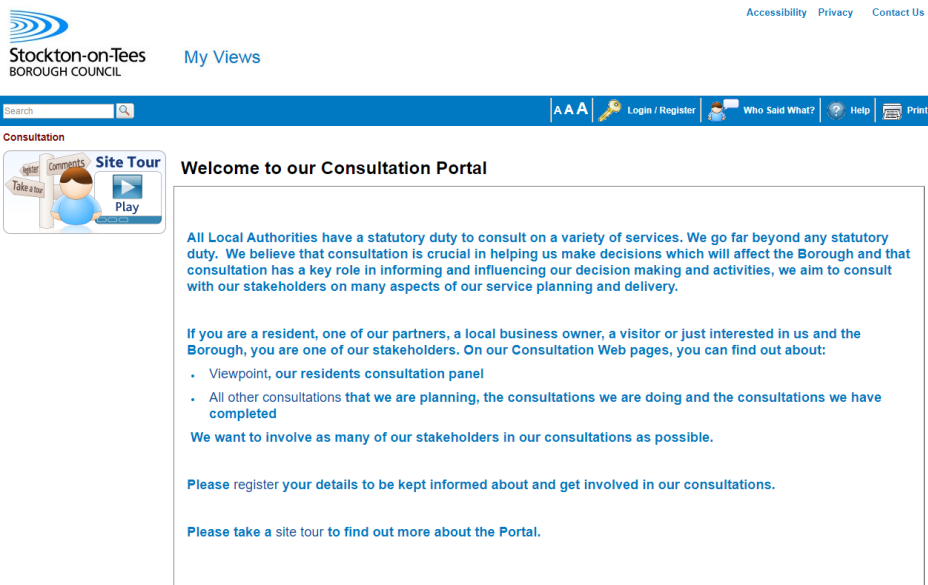 Accessibility Privacy Contact Us
Stockton-on-Tees
BOROUGH COUNCIL
My Views
Search
A A A Login / Register Who Said What? Help Print
Consultation
Register Comments Site Tour
Take a tour
Play
Welcome to our Consultation Portal
All Local Authorities have a statutory duty to consult on a variety of services. We go far beyond any statutory
duty. We believe that consultation is crucial in helping us make decisions which will affect the Borough and that
consultation has a key role in informing and influencing our decision making and activities, we aim to consult
with our stakeholders on many aspects of our service planning and delivery.
If you are a resident, one of our partners, a local business owner, a visitor or just interested in us and the
Borough, you are one of our stakeholders. On our Consultation Web pages, you can find out about:
• Viewpoint, our residents consultation panel
• All other consultations that we are planning, the consultations we are doing and the consultations we have
completed
We want to involve as many of our stakeholders in our consultations as possible.
Please register your details to be kept informed about and get involved in our consultations.
Please take a site tour to find out more about the Portal.